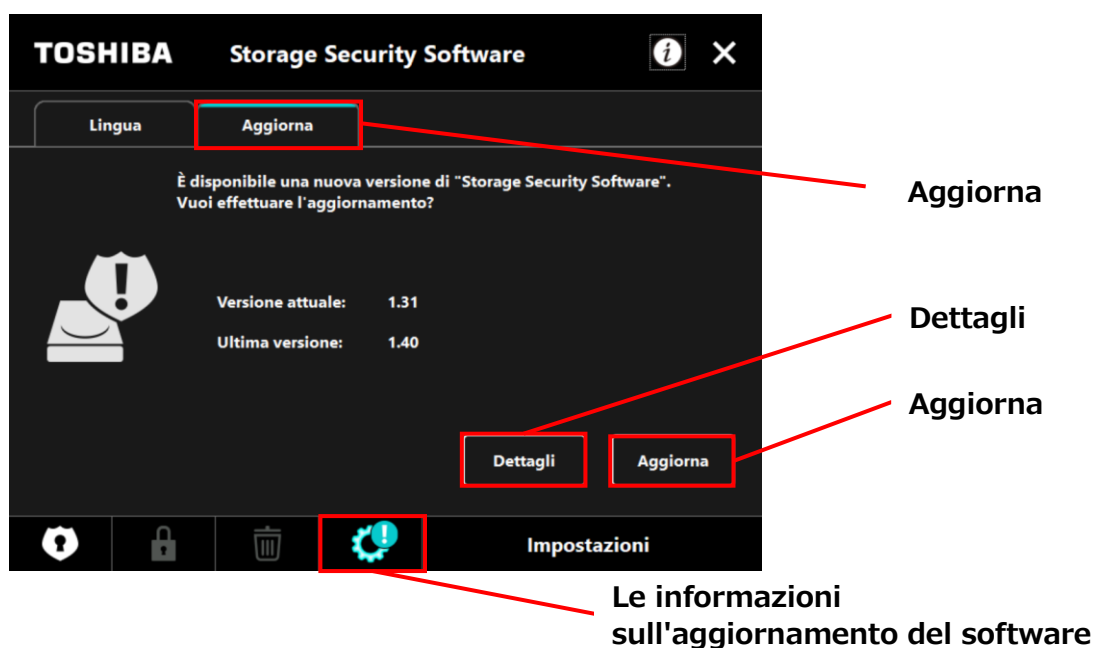 TOSHIBA Storage Security Software
Lingua Aggiorna
È disponibile una nuova versione di "Storage Security Software".
Vuoi effettuare l'aggiornamento?
Aggiorna
Versione attuale: 1.31
Ultima versione: 1.40
Dettagli
Aggiorna
Dettagli Aggiorna
Impostazioni
Le informazioni
sull'aggiornamento del software